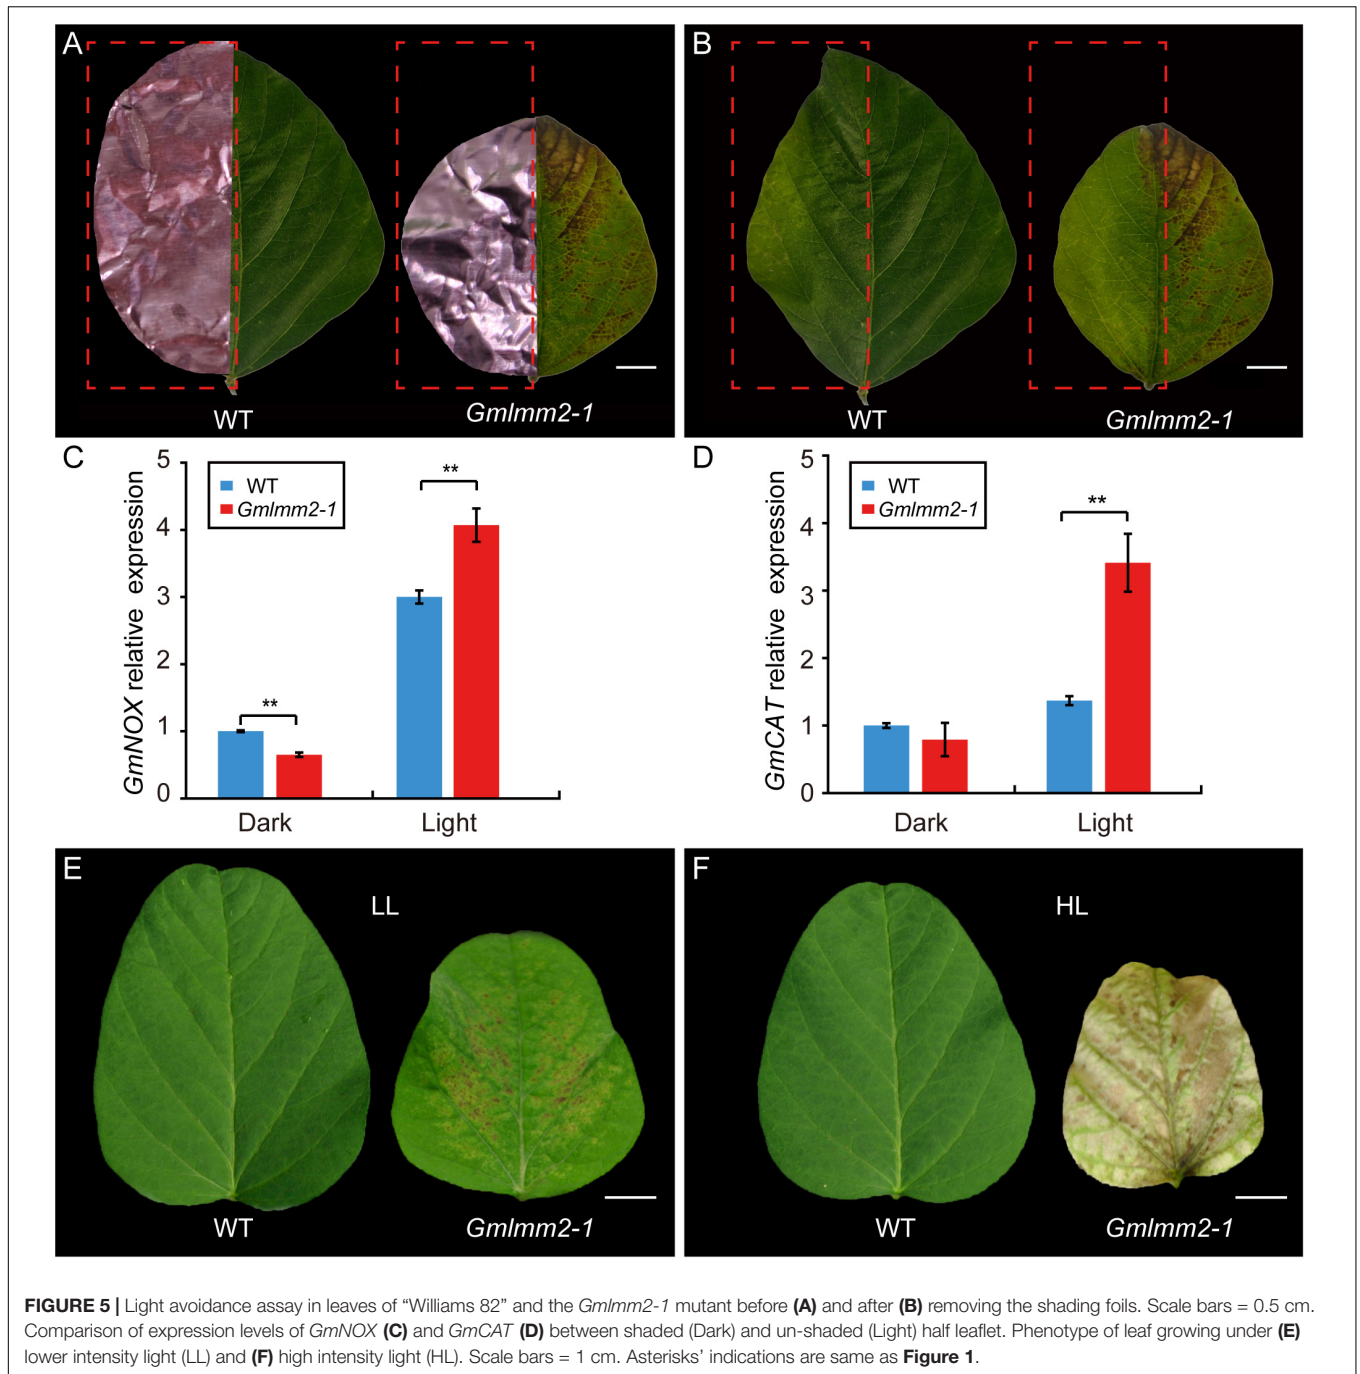 A
WT
Gmlmm2-1
B
WT
Gmlmm2-1
C
GmNOX relative expression
5
4
3
2
1
0
WT
Gmlmm2-1
**
**
Dark
Light
D
GmCAT relative expression
5
4
3
2
1
0
WT
Gmlmm2-1
**
Dark
Light
E
LL
WT
Gmlmm2-1
F
HL
WT
Gmlmm2-1
FIGURE 5 | Light avoidance assay in leaves of “Williams 82” and the Gmlmm2-1 mutant before (A) and after (B) removing the shading foils. Scale bars = 0.5 cm.
Comparison of expression levels of GmNOX (C) and GmCAT (D) between shaded (Dark) and un-shaded (Light) half leaflet. Phenotype of leaf growing under (E)
lower intensity light (LL) and (F) high intensity light (HL). Scale bars = 1 cm. Asterisks’ indications are same as Figure 1.